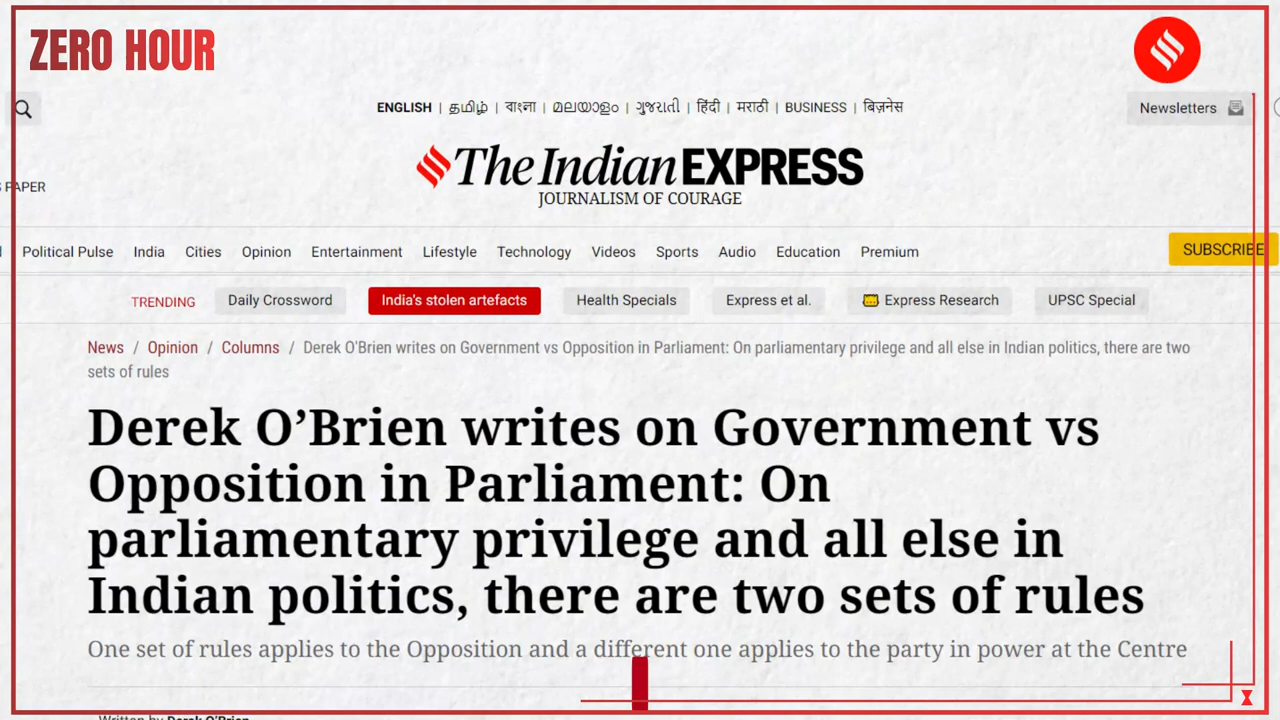 ZERO HOUR
ENGLISH | தமிழ் | বাংলা | മലയാളം | ગુજરાતી | हिंदी | मराठी | BUSINESS | बिज़नेस
Newsletters
The Indian EXPRESS
JOURNALISM OF COURAGE
PAPER
Political Pulse India Cities Opinion Entertainment Lifestyle Technology Videos Sports Audio Education Premium
SUBSCRIBE
TRENDING Daily Crossword India's stolen artefacts Health Specials Express et al. Express Research UPSC Special
News / Opinion / Columns / Derek O'Brien writes on Government vs Opposition in Parliament: On parliamentary privilege and all else in Indian politics, there are two
sets of rules
Derek O’Brien writes on Government vs
Opposition in Parliament: On
parliamentary privilege and all else in
Indian politics, there are two sets of rules
One set of rules applies to the Opposition and a different one applies to the party in power at the Centre
Written by Derek O'Brien